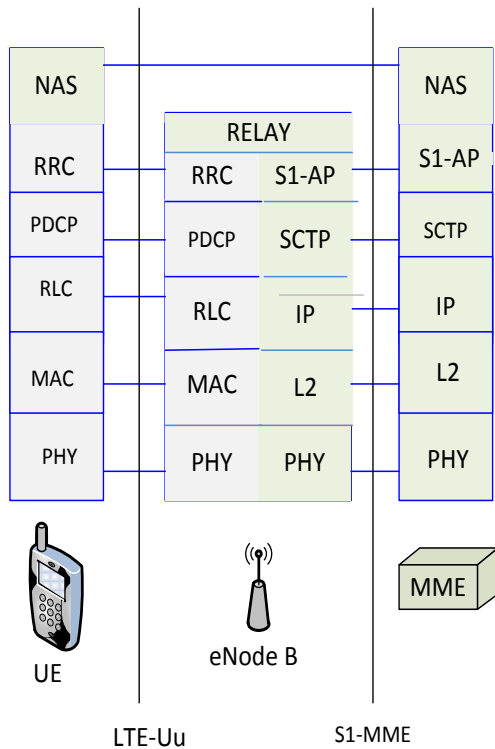 NAS
RRC
PDCP
RLC
MAC
PHY
RELAY
RRC
S1-AP
PDCP
SCTP
RLC
IP
MAC
L2
PHY
PHY
NAS
S1-AP
SCTP
IP
L2
PHY
UE
eNode B
MME
LTE-Uu
S1-MME